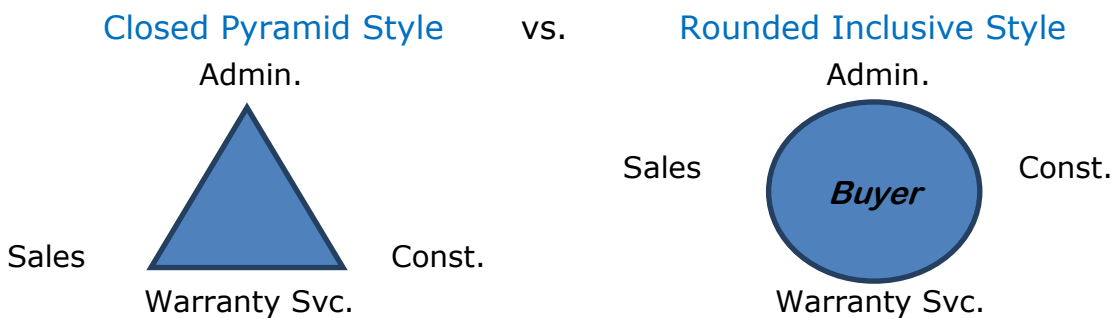 Closed Pyramid Style vs. Rounded Inclusive Style
Admin. Admin.
Sales Const.
Buyer
Sales Const.
Warranty Svc. Warranty Svc.